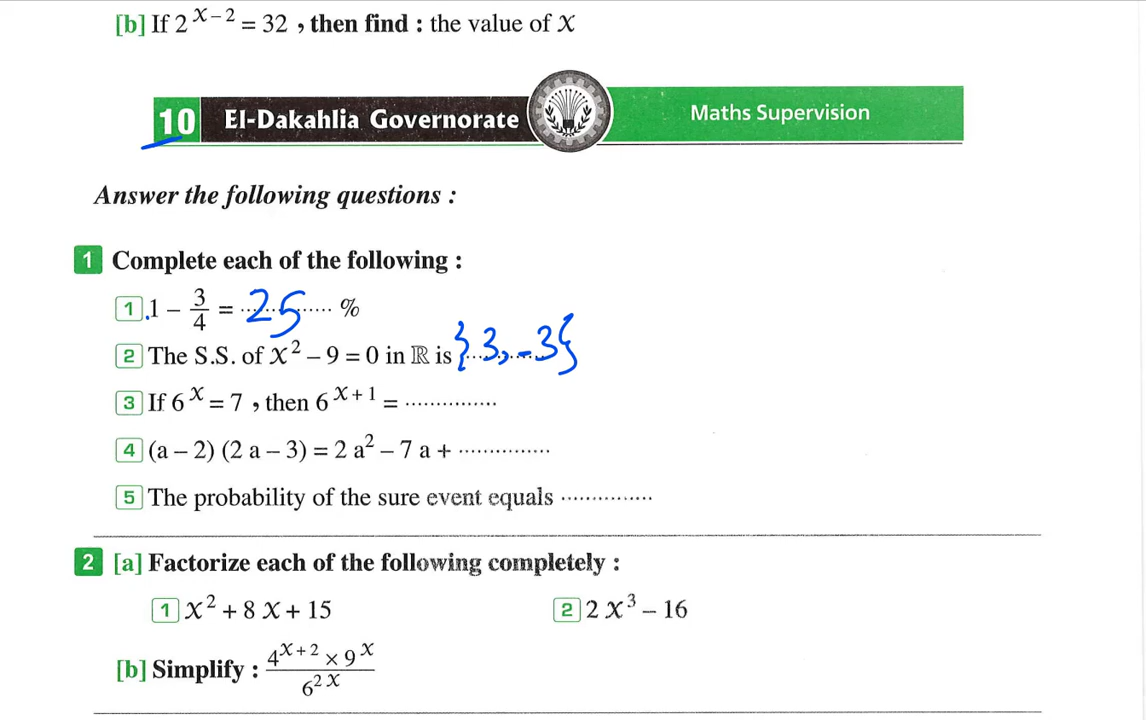 [b] If 2^{x-2} = 32 , then find : the value of x
10 El-Dakahlia Governorate Maths Supervision
Answer the following questions :
1 Complete each of the following :
1 1 – 3/4 = ...25...... %
2 The S.S. of x² – 9 = 0 in ℝ is }3, -3{
3 If 6^x = 7 , then 6^{x+1} = ...............
4 (a – 2) (2 a – 3) = 2 a² – 7 a + ...............
5 The probability of the sure event equals ...............
2 [a] Factorize each of the following completely :
1 x² + 8 x + 15 2 2 x³ – 16
[b] Simplify : (4^{x+2} × 9^x) / 6^{2x}